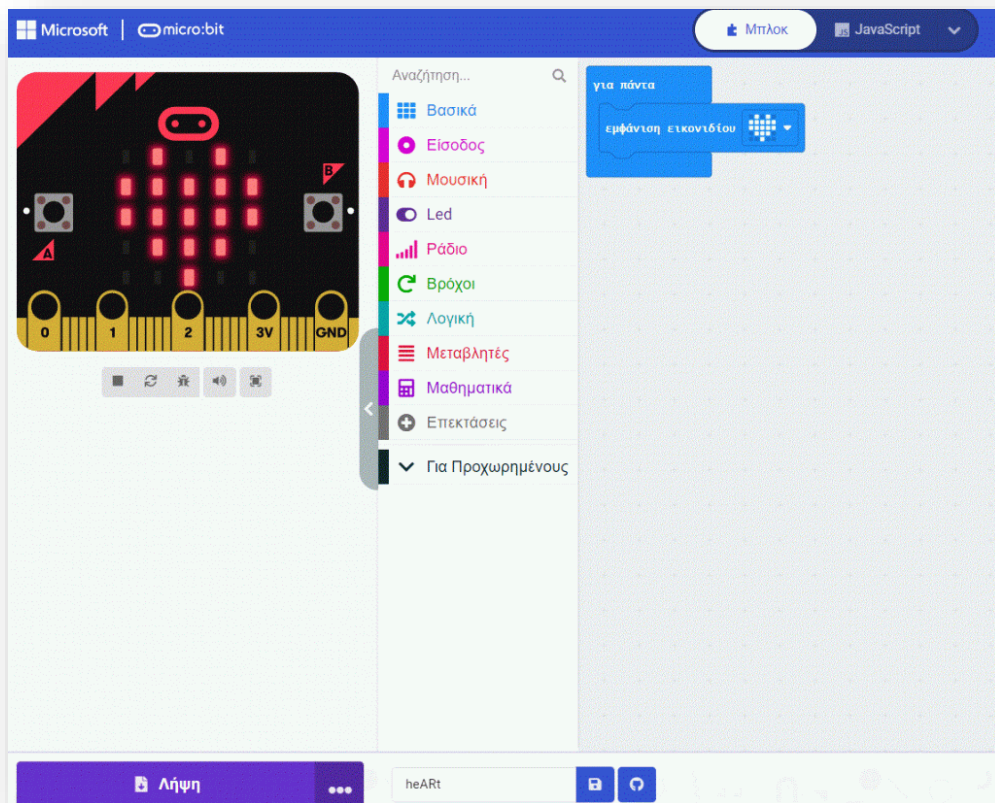 Microsoft micro:bit Μπλοκ JavaScript
B
A
0 1 2 3V GND
Αναζήτηση...
Βασικά
Είσοδος
Μουσική
Led
Ράδιο
Βρόχοι
Λογική
Μεταβλητές
Μαθηματικά
Επεκτάσεις
Για Προχωρημένους
για πάντα
εμφάνιση εικονιδίου
Λήψη
heARt